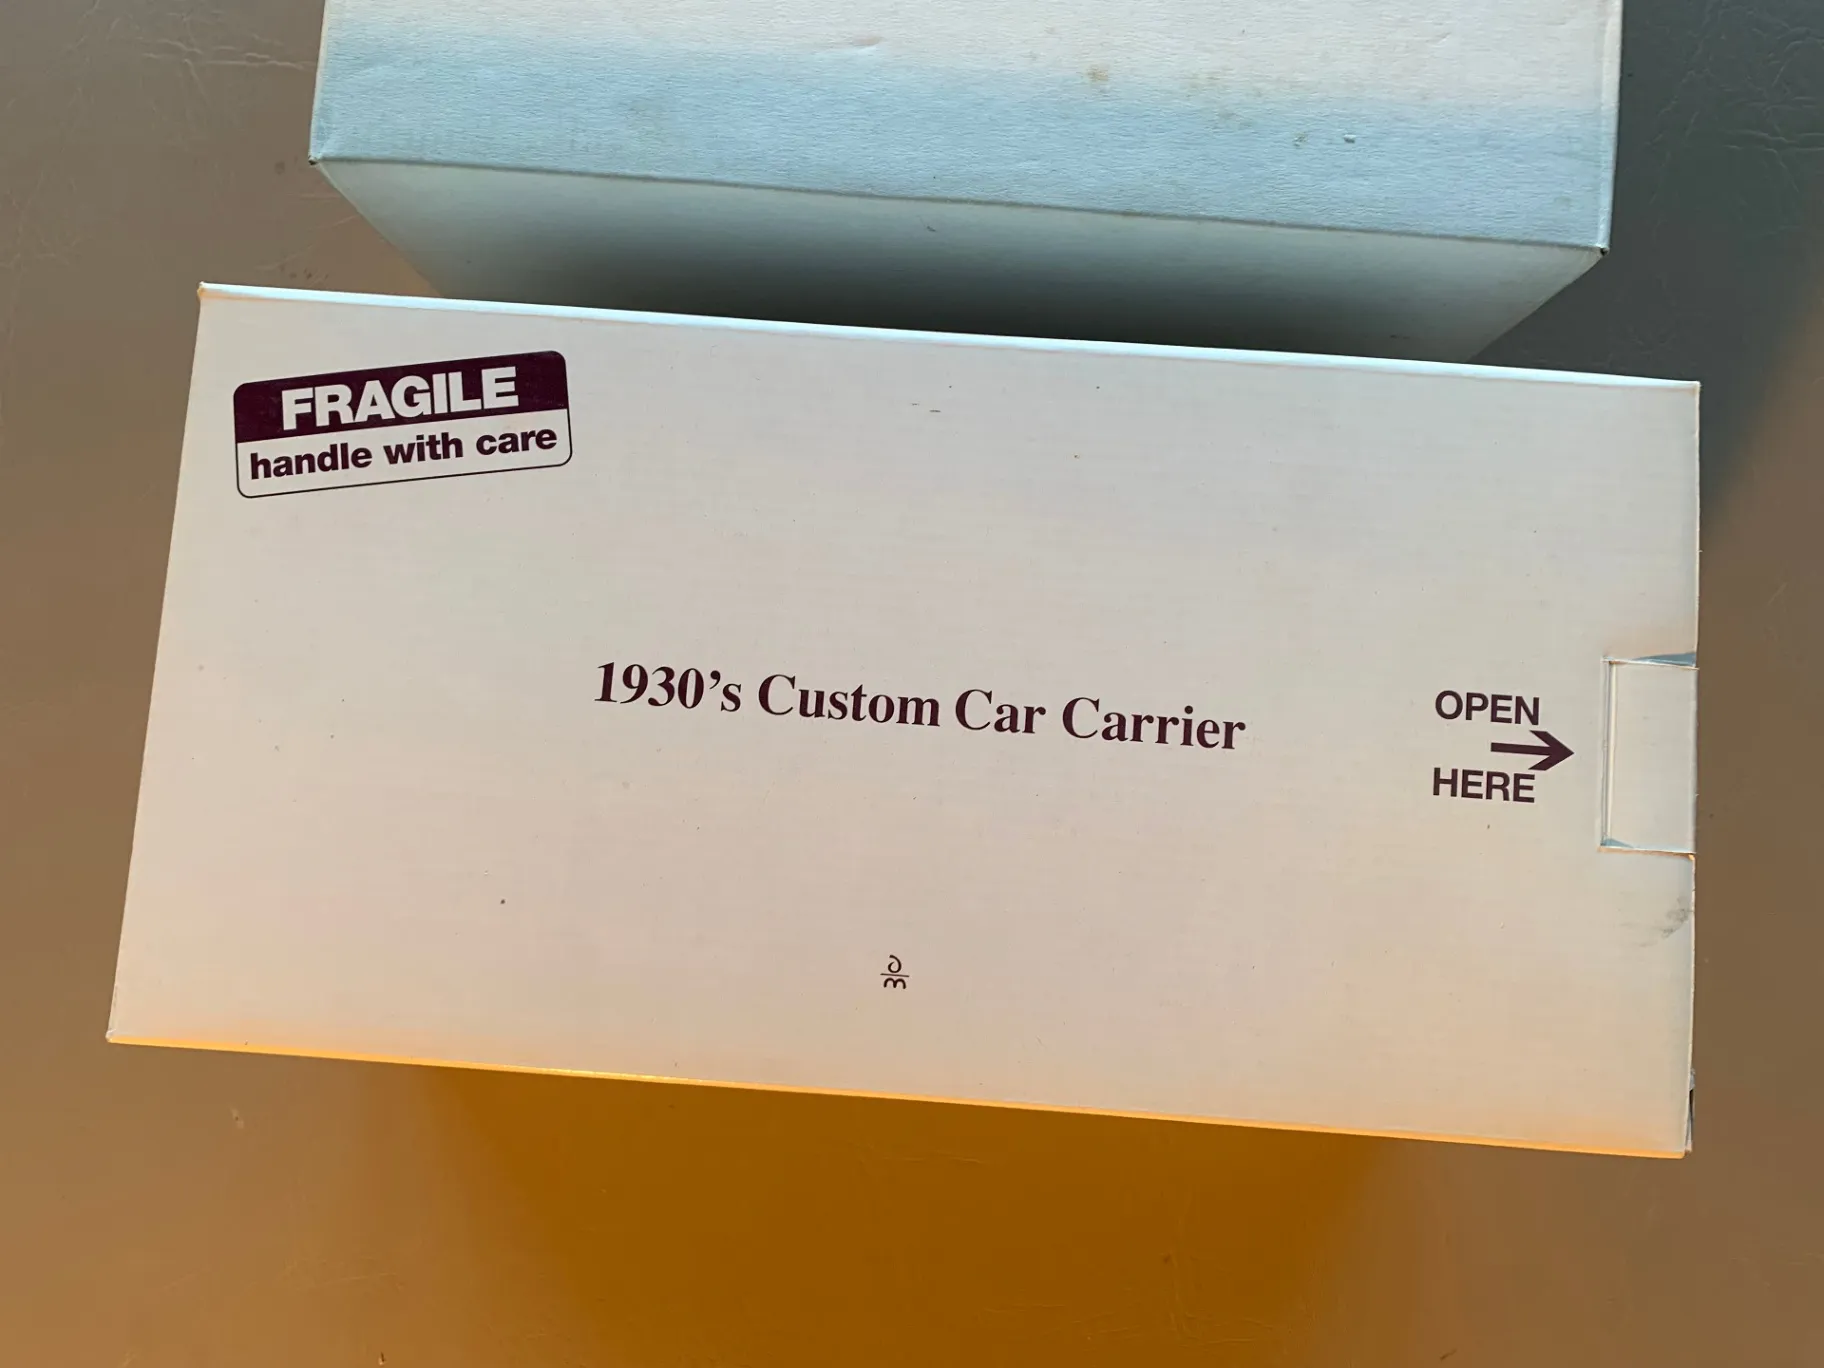 FRAGILE
handle with care
1930’s Custom Car Carrier
OPEN
HERE